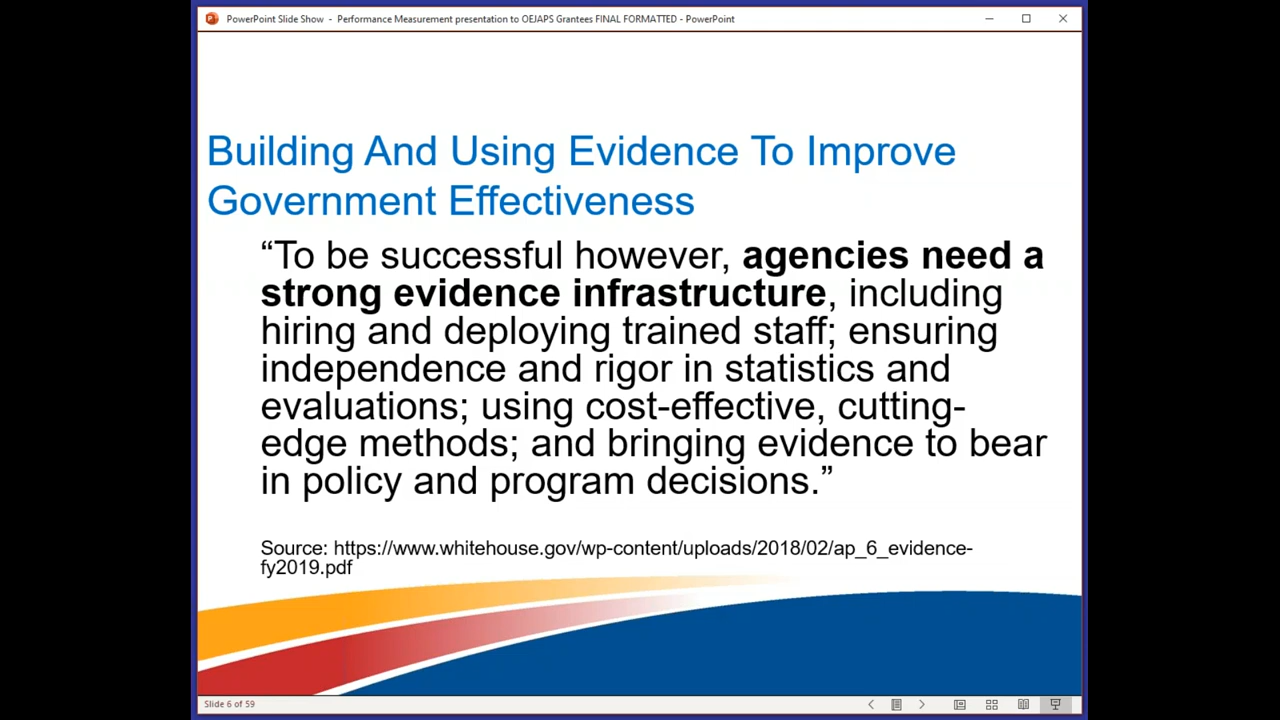 PowerPoint Slide Show - Performance Measurement presentation to OEJAPS Grantees FINAL FORMATTED - PowerPoint
Building And Using Evidence To Improve
Government Effectiveness
“To be successful however, agencies need a
strong evidence infrastructure, including
hiring and deploying trained staff; ensuring
independence and rigor in statistics and
evaluations; using cost-effective, cutting-
edge methods; and bringing evidence to bear
in policy and program decisions.”
Source: https://www.whitehouse.gov/wp-content/uploads/2018/02/ap_6_evidence-
fy2019.pdf
Slide 6 of 59